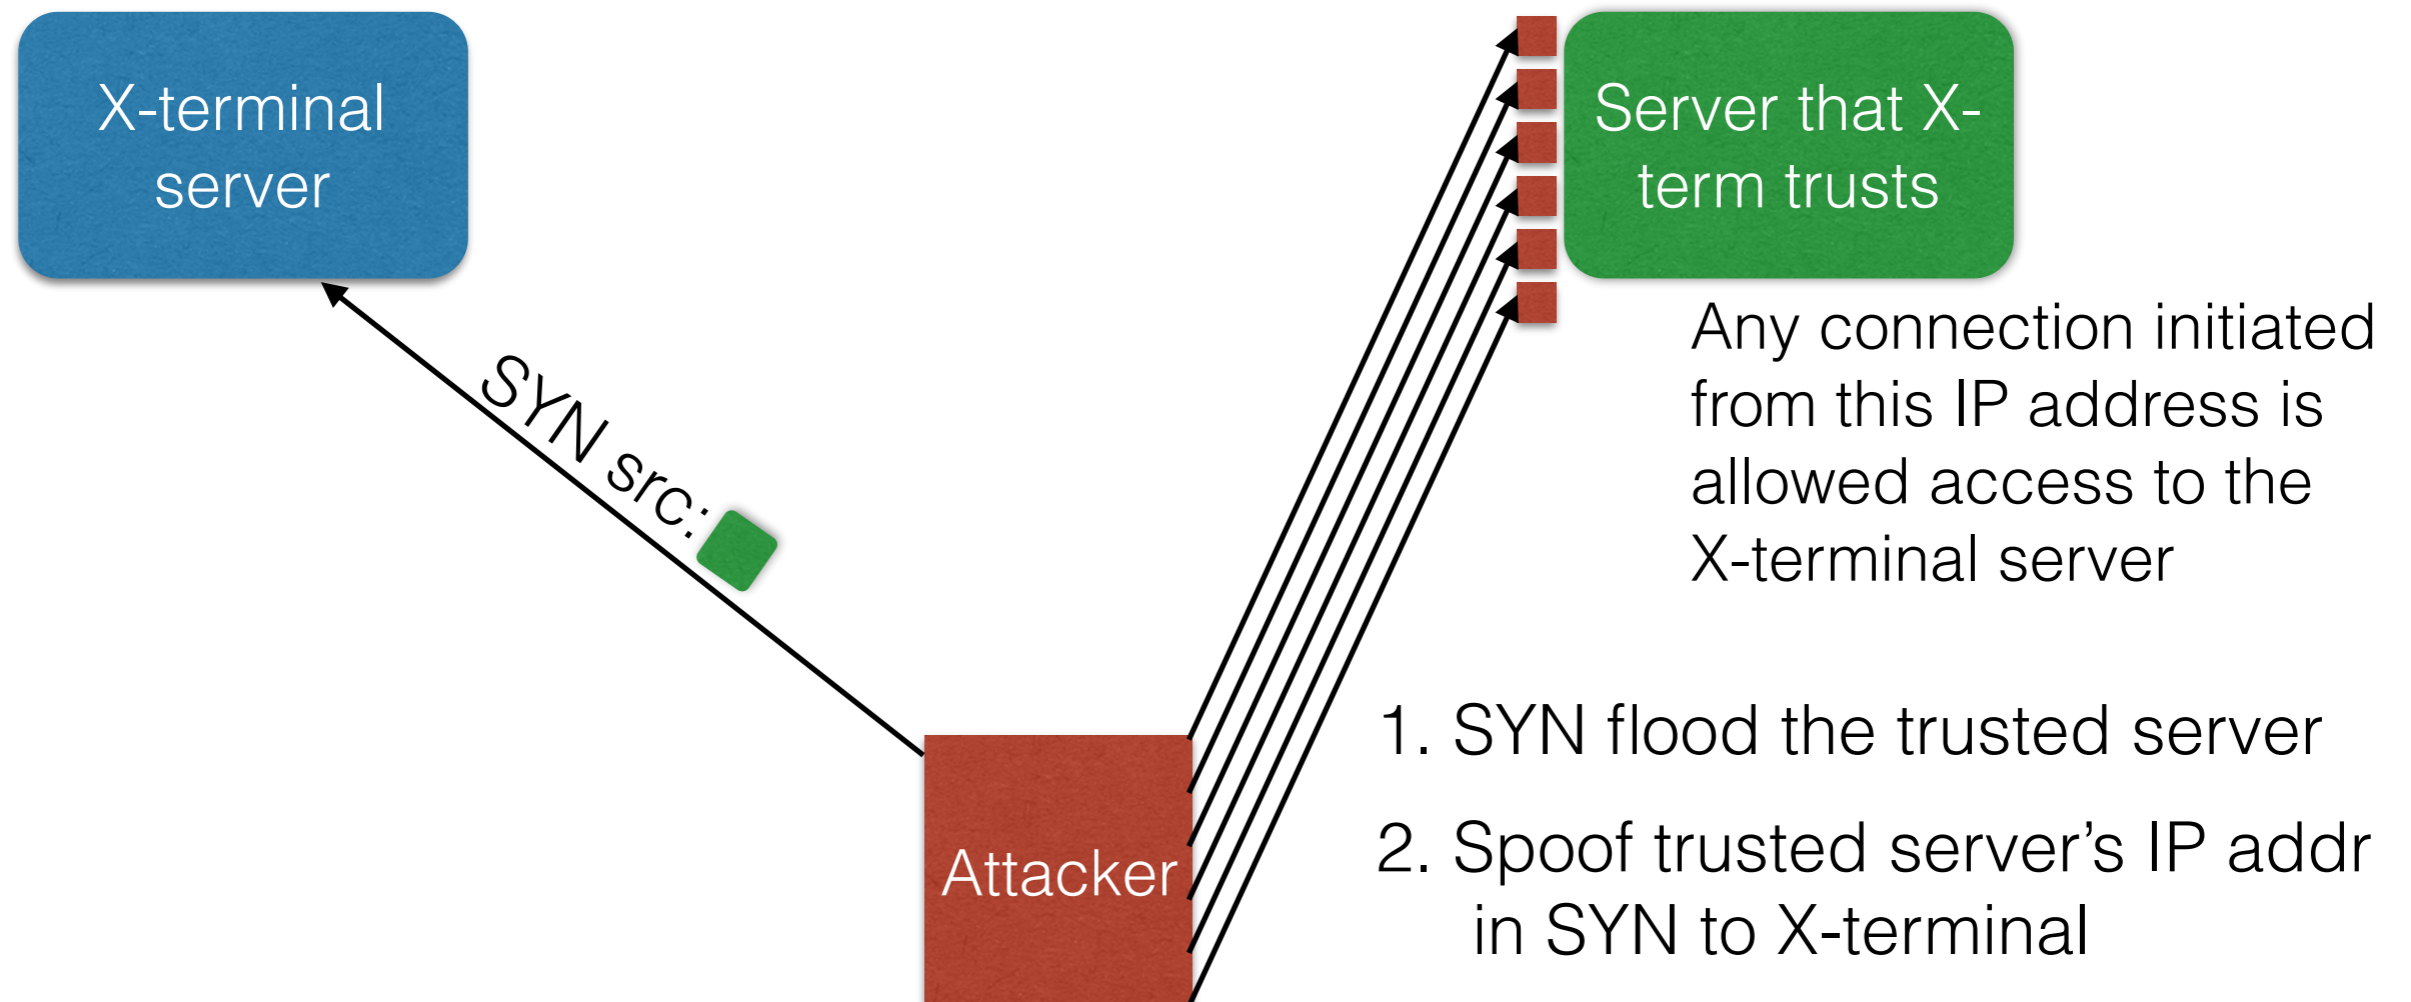 X-terminal
server
Server that X-
term trusts
Any connection initiated
from this IP address is
allowed access to the
X-terminal server
SYN src:
Attacker
1. SYN flood the trusted server
2. Spoof trusted server’s IP addr
in SYN to X-terminal